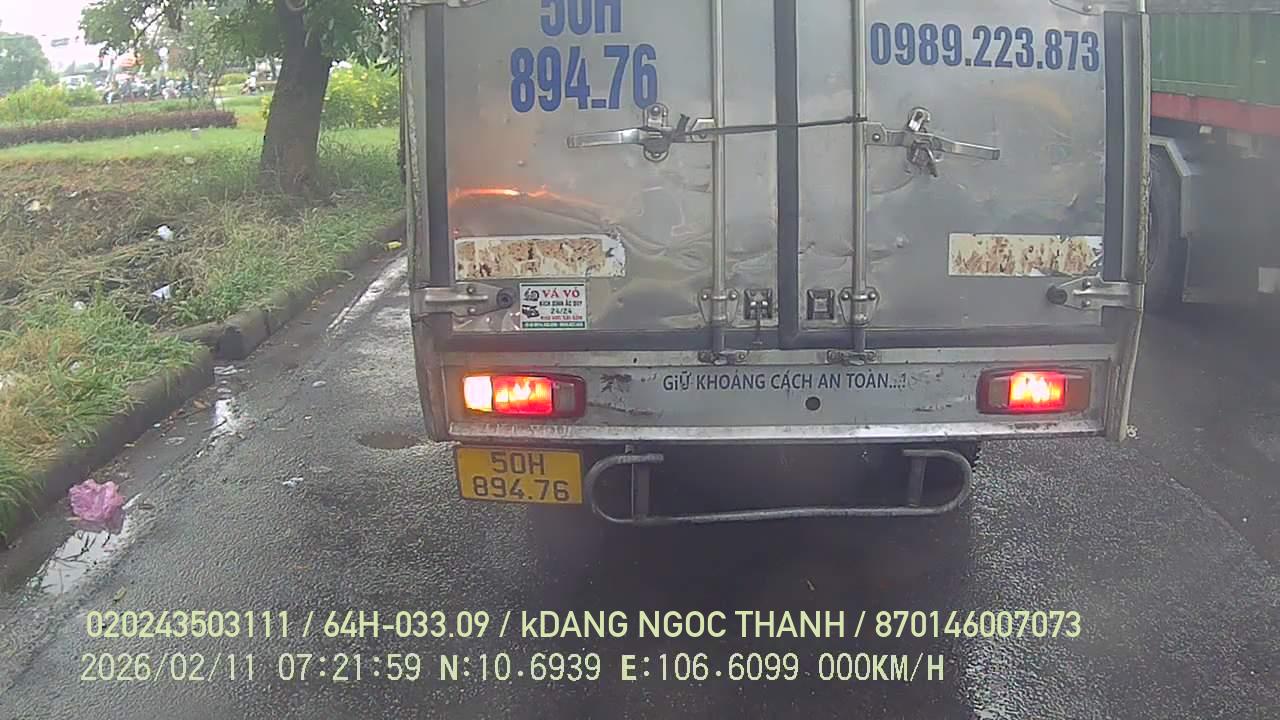 50H
894.76
0989.223.873
VÁ VỎ
24/24
GIỮ KHOẢNG CÁCH AN TOÀN...!
50H
894.76
020243503111 / 64H-033.09 / kDANG NGOC THANH / 870146007073
2026/02/11 07:21:59 N:10.6939 E:106.6099 000KM/H